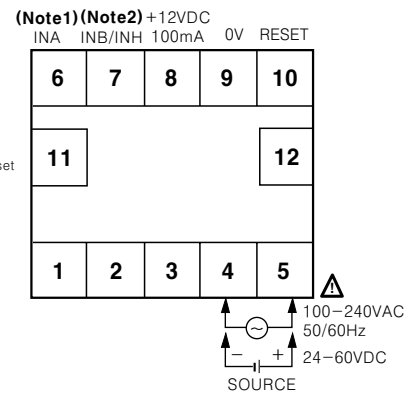 (Note1) (Note2) +12VDC
INA INB/INH 100mA 0V RESET
6 7 8 9 10
set
11 12
1 2 3 4 5
100-240VAC
50/60Hz
- + 24-60VDC
SOURCE